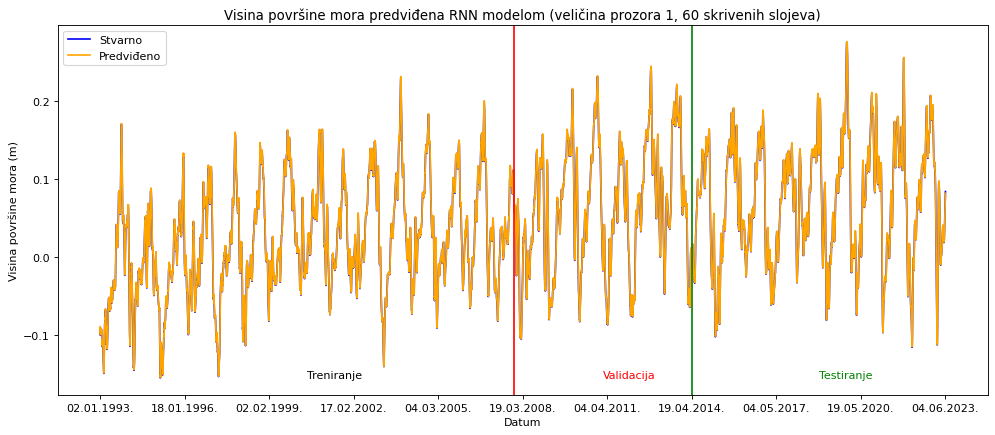 Visina površine mora predviđena RNN modelom (veličina prozora 1, 60 skrivenih slojeva)
Stvarno
Predviđeno
Visina površine mora (m)
0.2
0.1
0.0
−0.1
Treniranje
Validacija
Testiranje
02.01.1993.
18.01.1996.
02.02.1999.
17.02.2002.
04.03.2005.
19.03.2008.
04.04.2011.
19.04.2014.
04.05.2017.
19.05.2020.
04.06.2023.
Datum